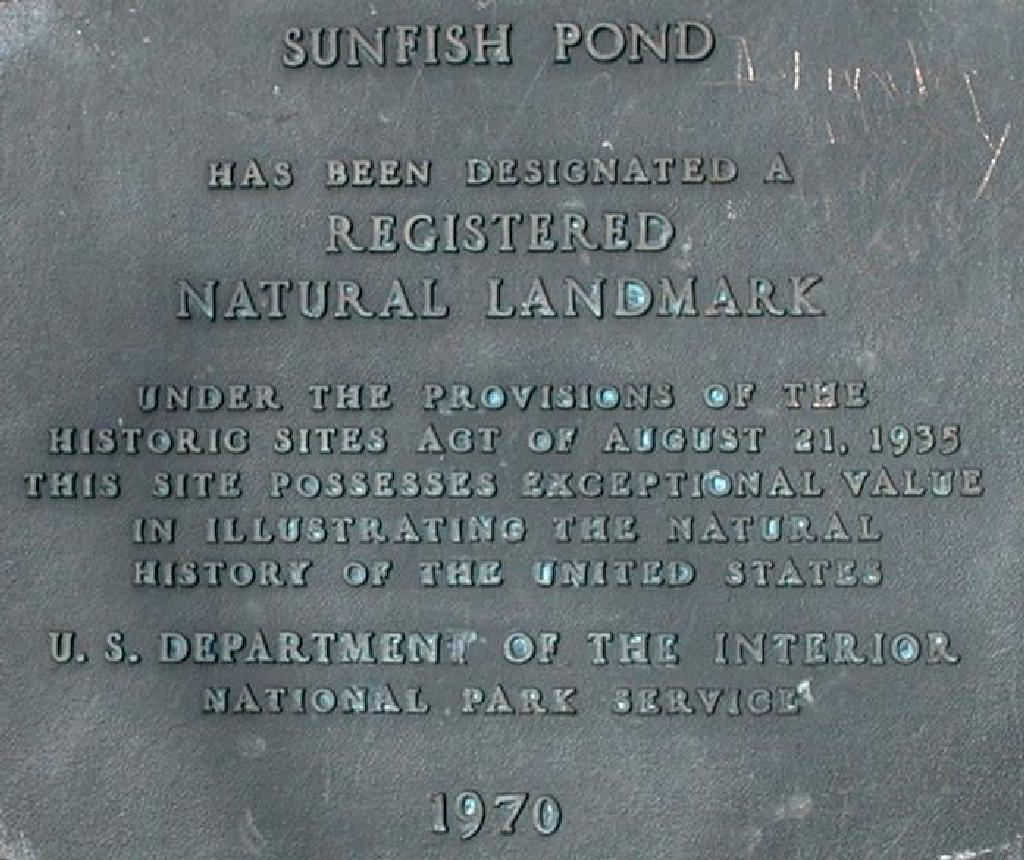 SUNFISH POND
HAS BEEN DESIGNATED A
REGISTERED
NATURAL LANDMARK
UNDER THE PROVISIONS OF THE
HISTORIC SITES ACT OF AUGUST 21, 1935
THIS SITE POSSESSES EXCEPTIONAL VALUE
IN ILLUSTRATING THE NATURAL
HISTORY OF THE UNITED STATES
U. S. DEPARTMENT OF THE INTERIOR
NATIONAL PARK SERVICE
1970